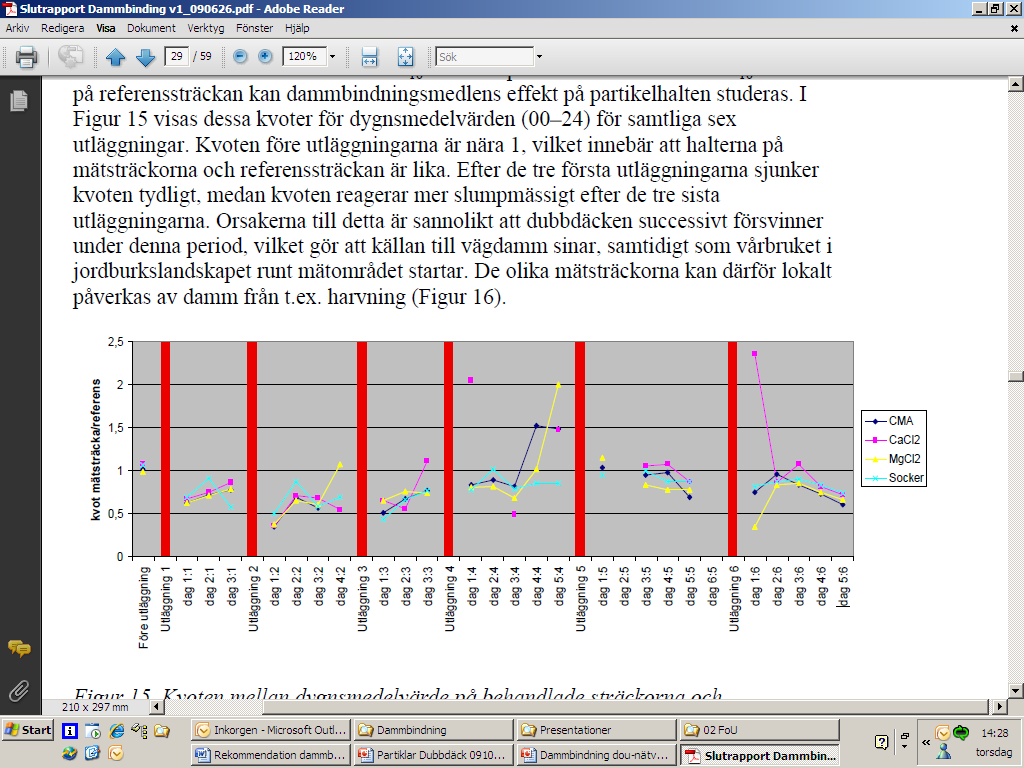 Slutrapport Dammbinding v1_090626.pdf - Adobe Reader
Arkiv Redigera Visa Dokument Verktyg Fönster Hjälp
29 / 59 120% Sök
på referenssträckan kan dammbindningsmedlens effekt på partikelhalten studeras. I
Figur 15 visas dessa kvoter för dygnsmedelvärden (00–24) för samtliga sex
utläggningar. Kvoten före utläggningarna är nära 1, vilket innebär att halterna på
mätsträckorna och referenssträckan är lika. Efter de tre första utläggningarna sjunker
kvoten tydligt, medan kvoten reagerar mer slumpmässigt efter de tre sista
utläggningarna. Orsakerna till detta är sannolikt att dubbdäcken successivt försvinner
under denna period, vilket gör att källan till vägdamm sinar, samtidigt som vårbruket i
jordburkslandskapet runt mätområdet startar. De olika mätsträckorna kan därför lokalt
påverkas av damm från t.ex. harvning (Figur 16).
kvot mätsträcka/referens
2,5
2
1,5
1
0,5
0
Före utläggning
Utläggning 1
dag 1:1
dag 2:1
dag 3:1
Utläggning 2
dag 1:2
dag 2:2
dag 3:2
dag 4:2
Utläggning 3
dag 1:3
dag 2:3
dag 3:3
Utläggning 4
dag 1:4
dag 2:4
dag 3:4
dag 4:4
dag 5:4
Utläggning 5
dag 1:5
dag 2:5
dag 3:5
dag 4:5
dag 5:5
dag 6:5
Utläggning 6
dag 1:6
dag 2:6
dag 3:6
dag 4:6
dag 5:6
CMA
CaCl2
MgCl2
Socker
Figur 15. Kvoten mellan dygnsmedelvärde på behandlade sträckorna och
210 x 297 mm
Start
Inkorgen - Microsoft Outl... Dammbindning Presentationer 02 FoU
Rekommendation dammb... Partiklar Dubbdäck 0910... Dammbindning dou-nätv... Slutrapport Dammbin...
14:28
torsdag